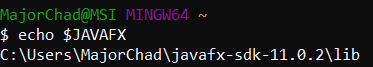 MajorChad@MSI MINGW64 ~
$ echo $JAVAFX
C:\Users\MajorChad\javafx-sdk-11.0.2\lib